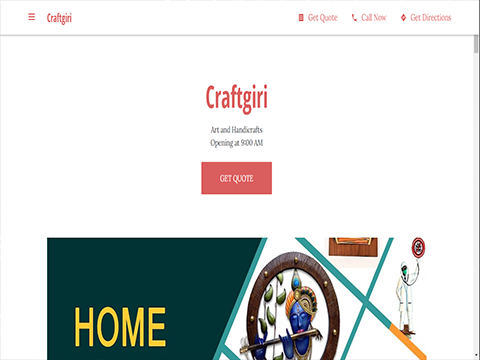 Craftgiri
Get Quote
Call Now
Get Directions
Craftgiri
Art and Handicrafts
Opening at 9:00 AM
GET QUOTE
HOME